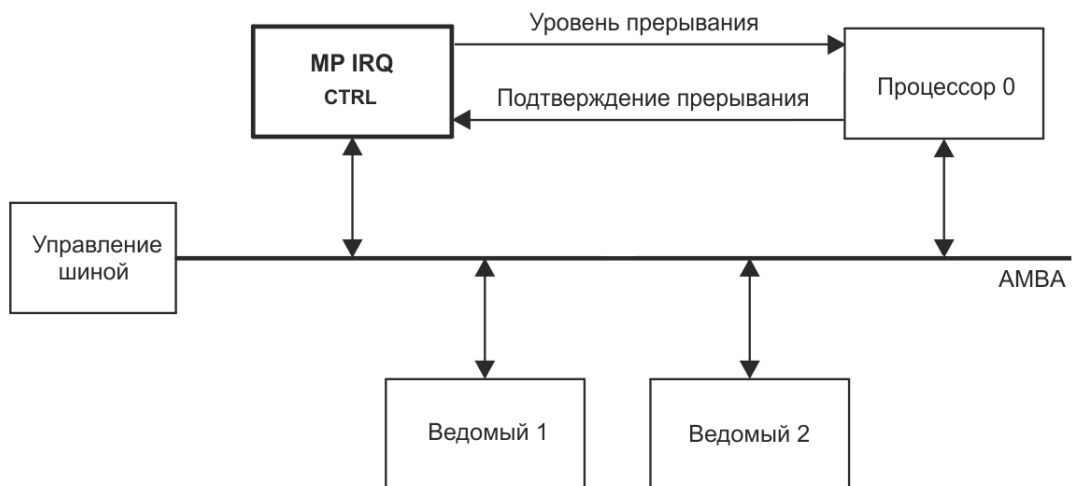 Уровень прерывания
MP IRQ
CTRL
Процессор 0
Подтверждение прерывания
Управление
шиной
AMBA
Ведомый 1
Ведомый 2